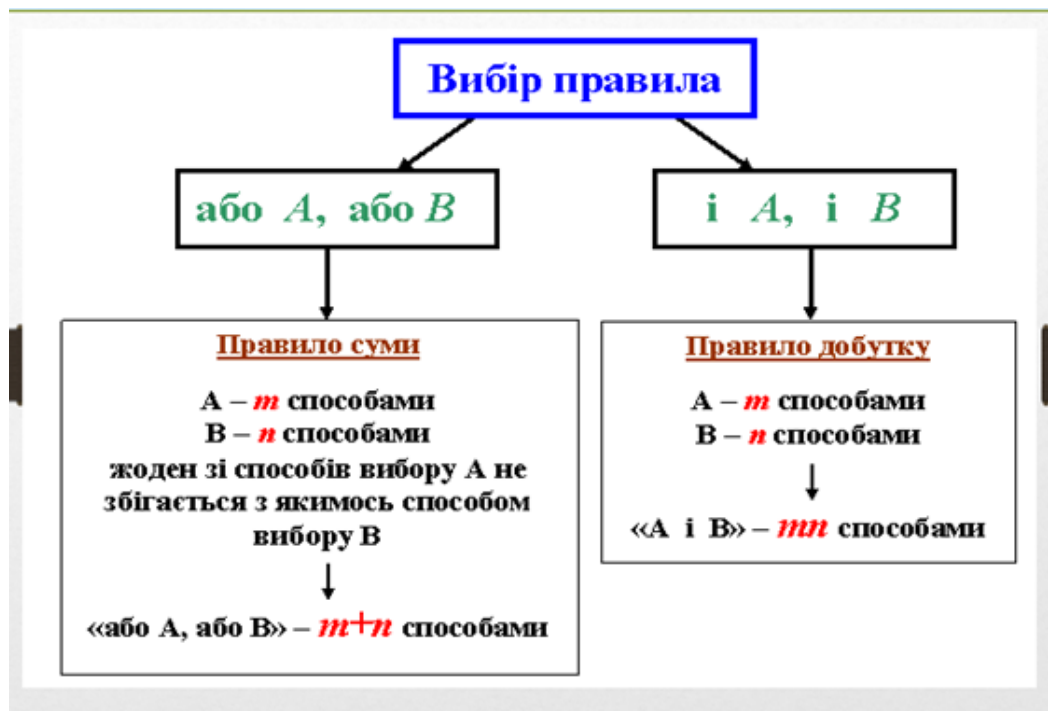 Вибір правила
або A, або B
і A, і B
Правило суми
А – m способами
В – n способами
жоден зі способів вибору А не
збігається з якимось способом
вибору В
«або А, або В» – m+n способами
Правило добутку
А – m способами
В – n способами
«А і В» – mn способами